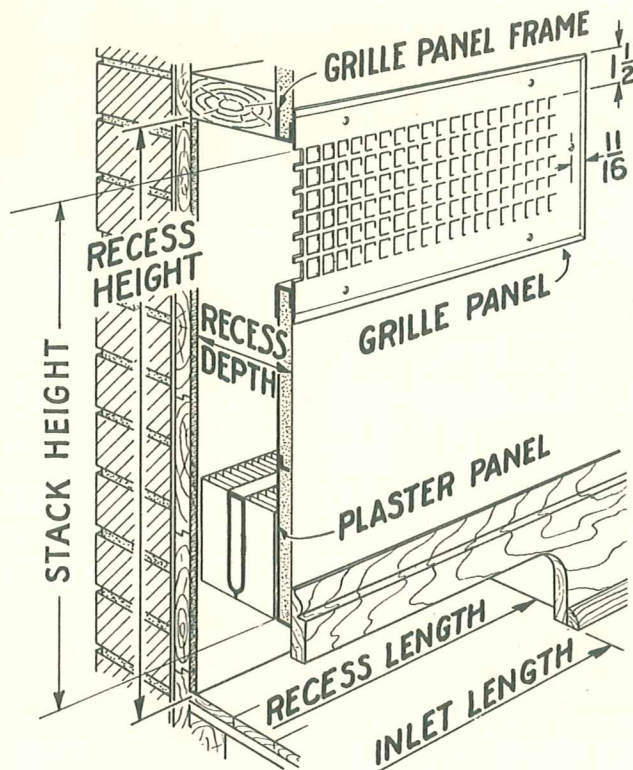 GRILLE PANEL FRAME
1 1/2
11/16
RECESS
HEIGHT
GRILLE PANEL
RECESS
DEPTH
STACK HEIGHT
PLASTER PANEL
RECESS LENGTH
INLET LENGTH